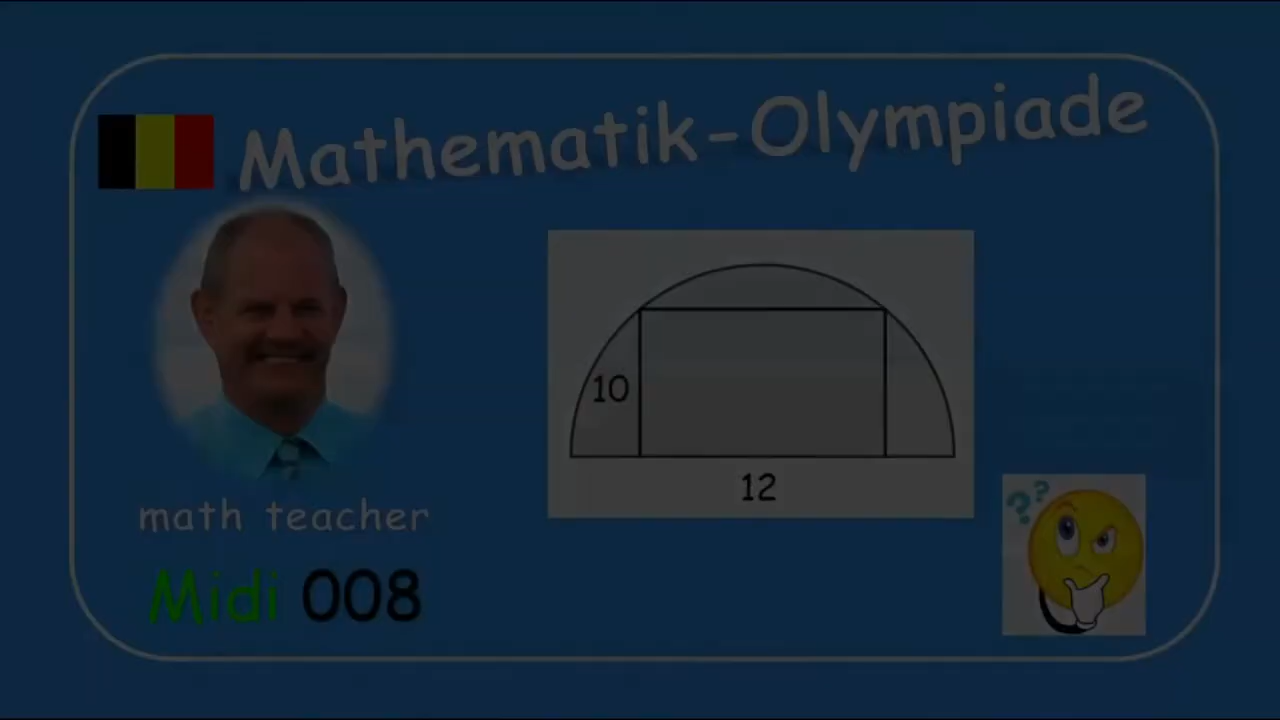 Mathematik-Olympiade
10
12
math teacher
Midi 008
? ?